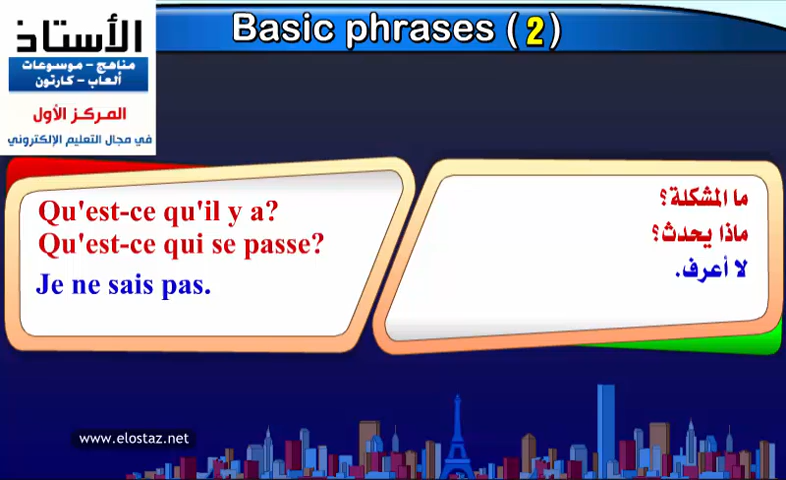 Basic phrases (2)
الأستاذ
مناهج - موسوعات
ألعاب - كارتون
المركز الأول
في مجال التعليم الإلكتروني
Qu'est-ce qu'il y a?
Qu'est-ce qui se passe?
Je ne sais pas.
ما المشكلة؟
ماذا يحدث؟
لا أعرف.
www.elostaz.net